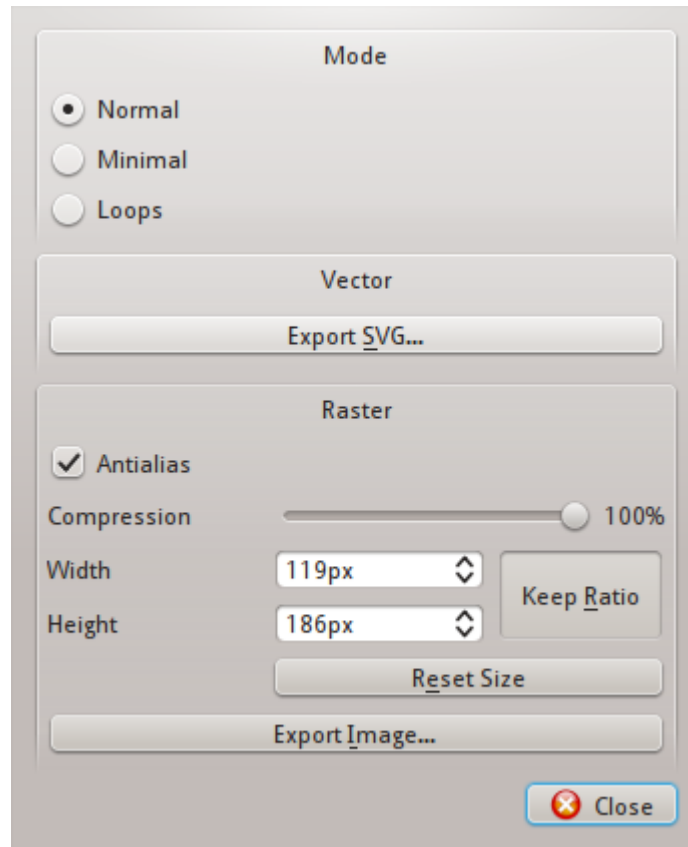 Mode
Normal
Minimal
Loops
Vector
Export SVG...
Raster
Antialias
Compression 100%
Width 119px
Keep Ratio
Height 186px
Reset Size
Export Image...
Close